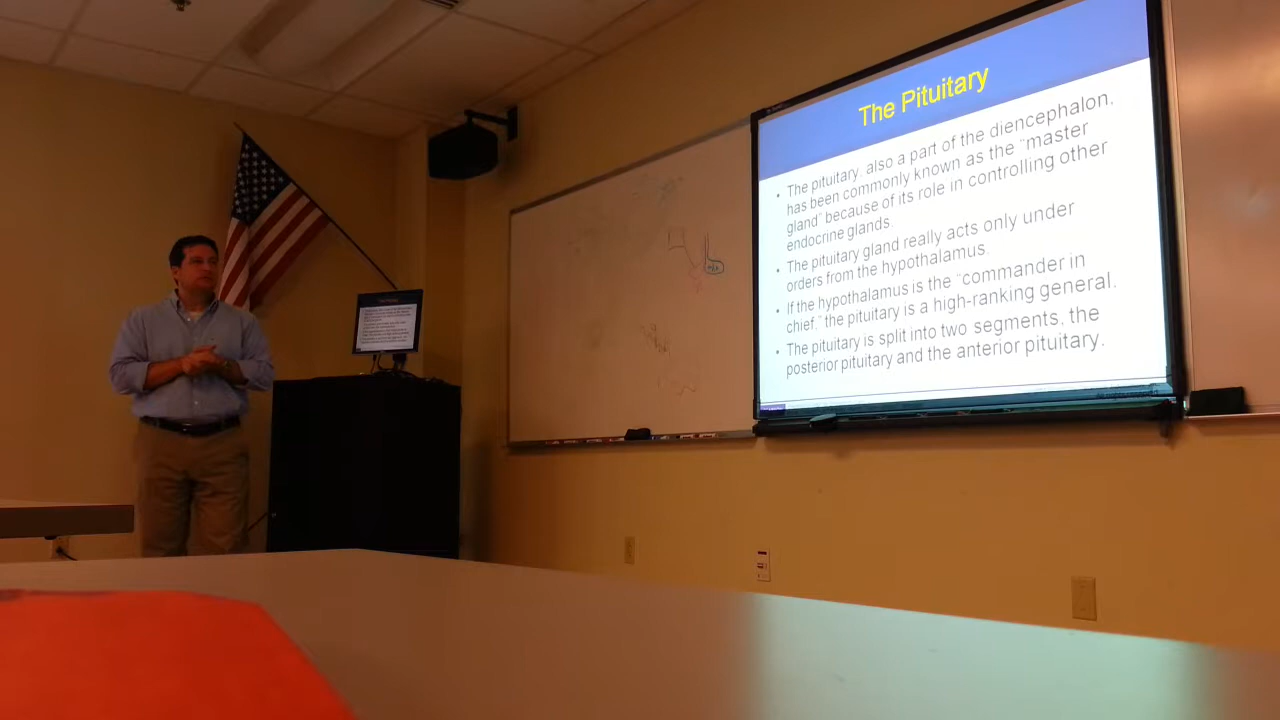 The Pituitary
• The pituitary, also a part of the diencephalon,
has been commonly known as the "master
gland" because of its role in controlling other
endocrine glands.
• The pituitary gland really acts only under
orders from the hypothalamus.
• If the hypothalamus is the "commander in
chief," the pituitary is a high-ranking general.
• The pituitary is split into two segments, the
posterior pituitary and the anterior pituitary.